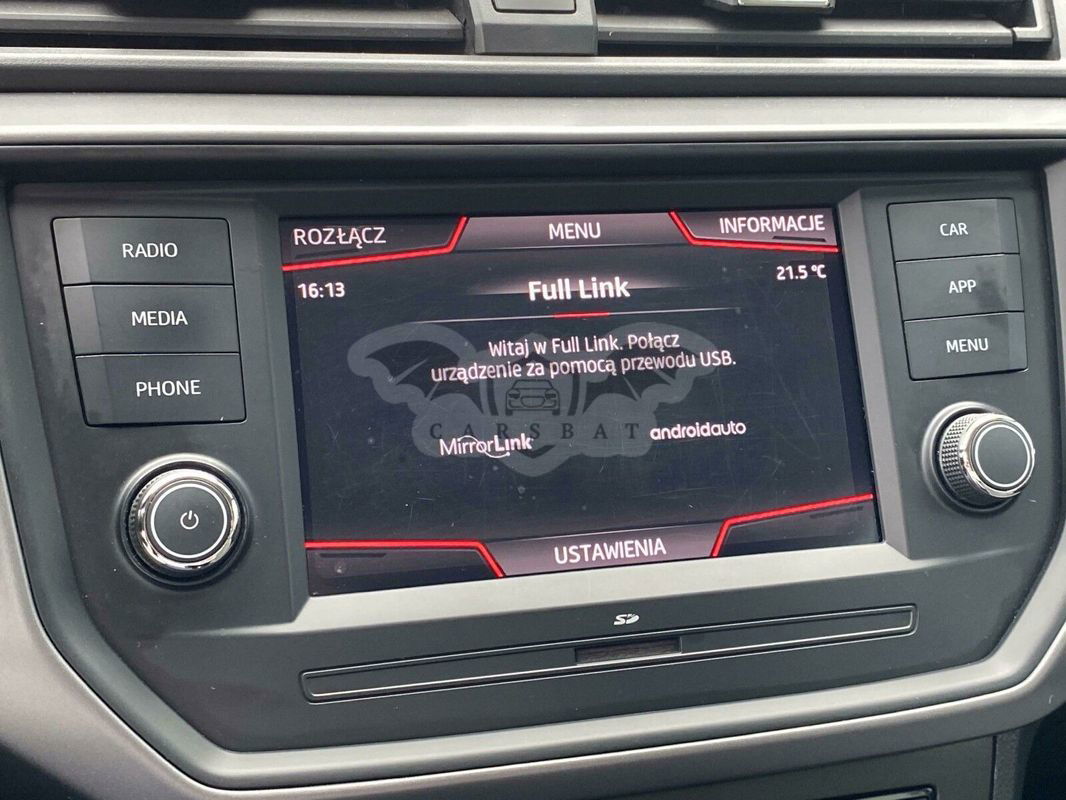 ROZŁĄCZ MENU INFORMACJE
16:13 21.5 °C
Full Link
Witaj w Full Link. Połącz
urządzenie za pomocą przewodu USB.
MirrorLink androidauto
CARSBAT
USTAWIENIA
RADIO
MEDIA
PHONE
CAR
APP
MENU
SD